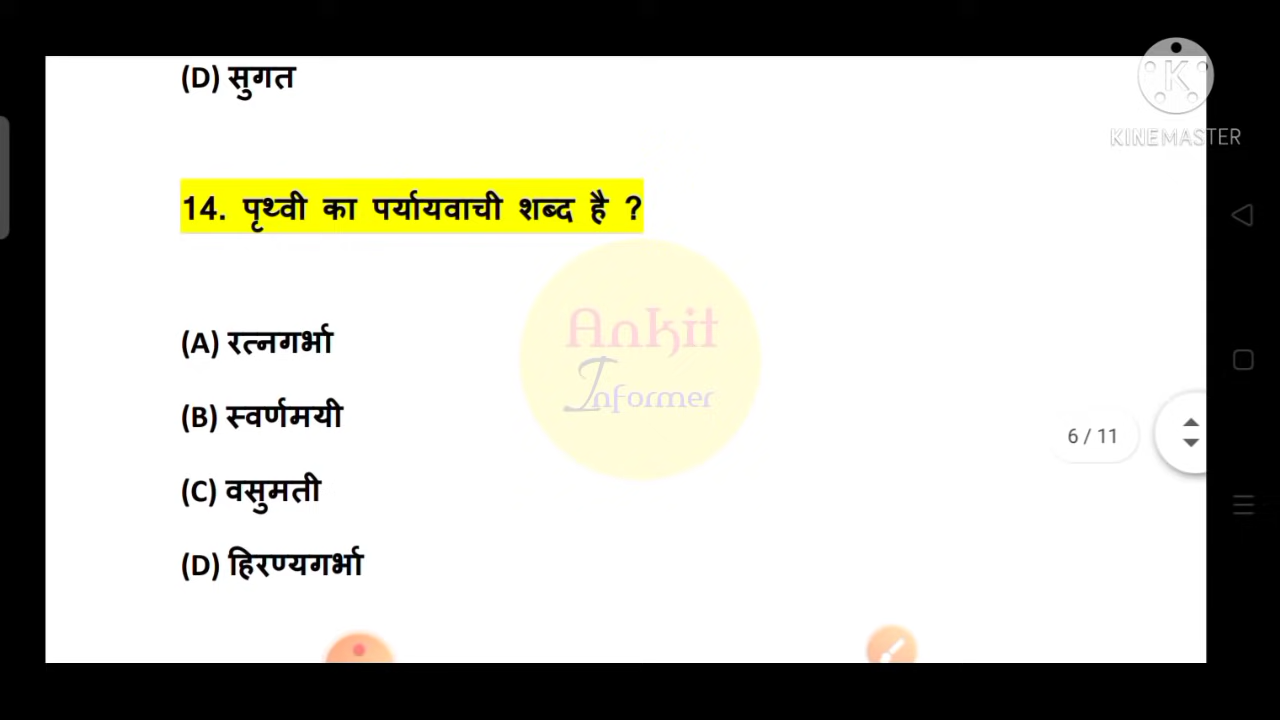 (D) सुगत
KINEMASTER
14. पृथ्वी का पर्यायवाची शब्द है ?
Ankit
Informer
(A) रत्नगर्भा
(B) स्वर्णमयी
(C) वसुमती
(D) हिरण्यगर्भा
6 / 11